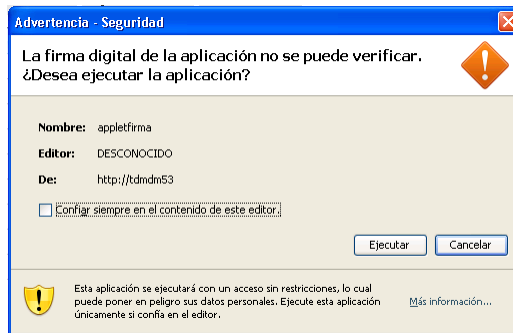 Advertencia - Seguridad
La firma digital de la aplicación no se puede verificar.
¿Desea ejecutar la aplicación?
Nombre: appletfirma
Editor: DESCONOCIDO
De: http://tdmdm53
Confiar siempre en el contenido de este editor.
Ejecutar Cancelar
Esta aplicación se ejecutará con un acceso sin restricciones, lo cual
puede poner en peligro sus datos personales. Ejecute esta aplicación
únicamente si confía en el editor.
Más información...